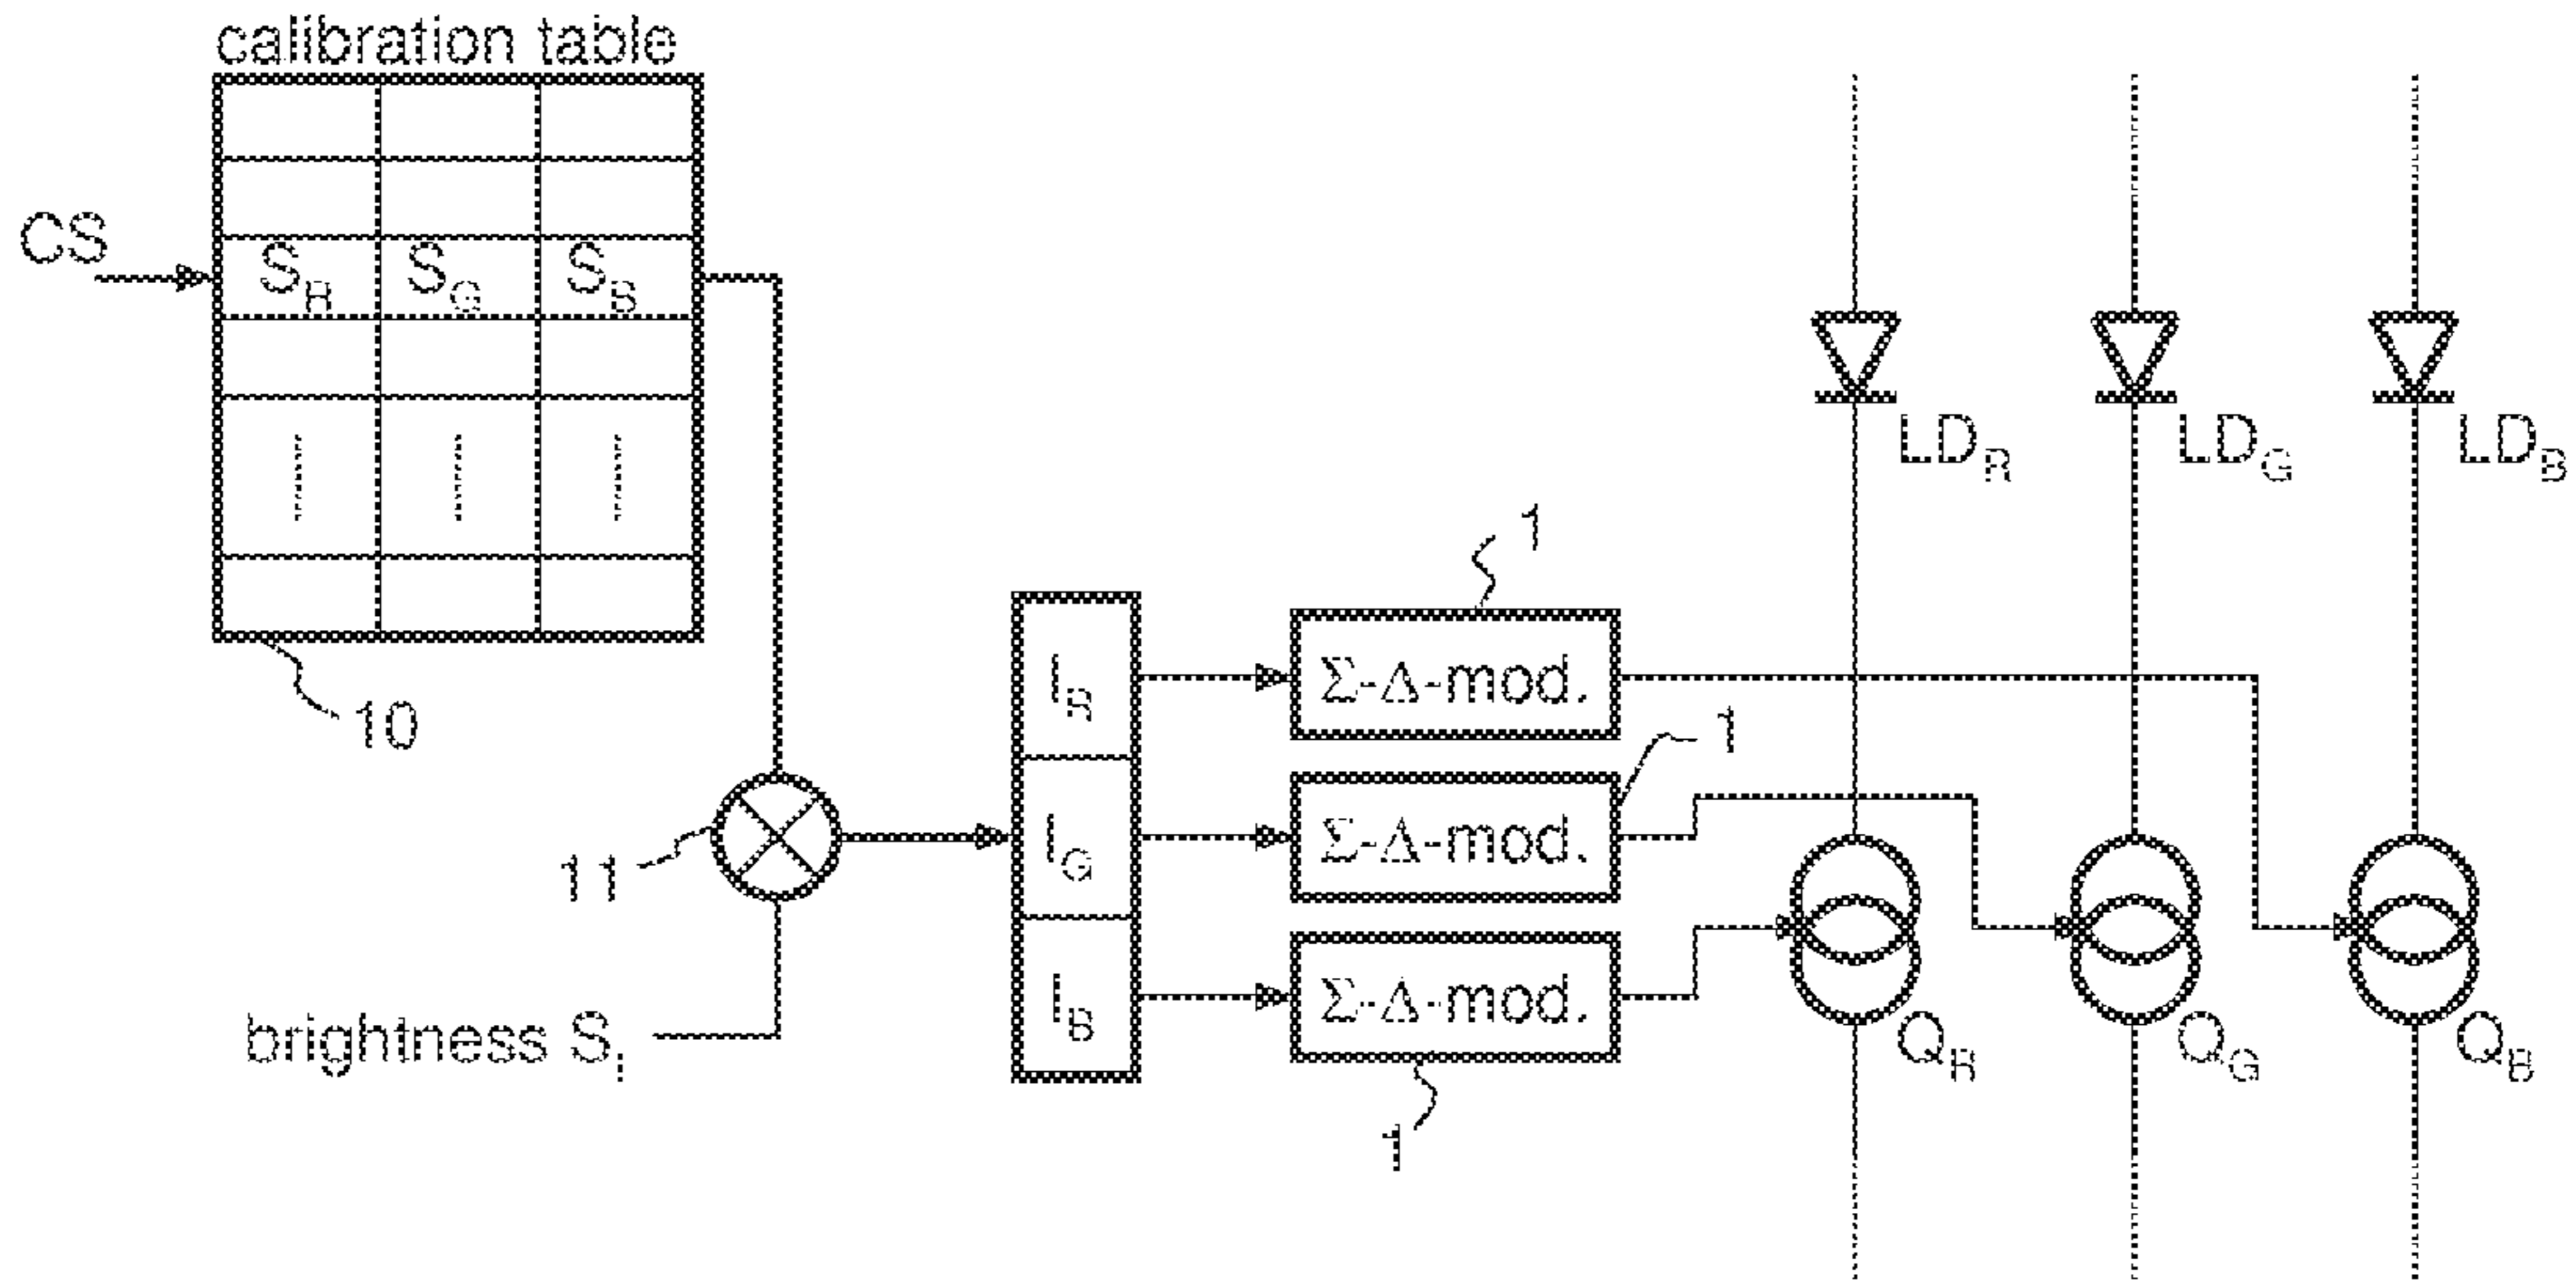 calibration table
CS
S_R S_G S_B
10
LD_R LD_G LD_B
1
I_R Σ-Δ-mod.
1
11
I_G Σ-Δ-mod.
I_B Σ-Δ-mod.
brightness S_I
Q_R Q_G Q_B
1